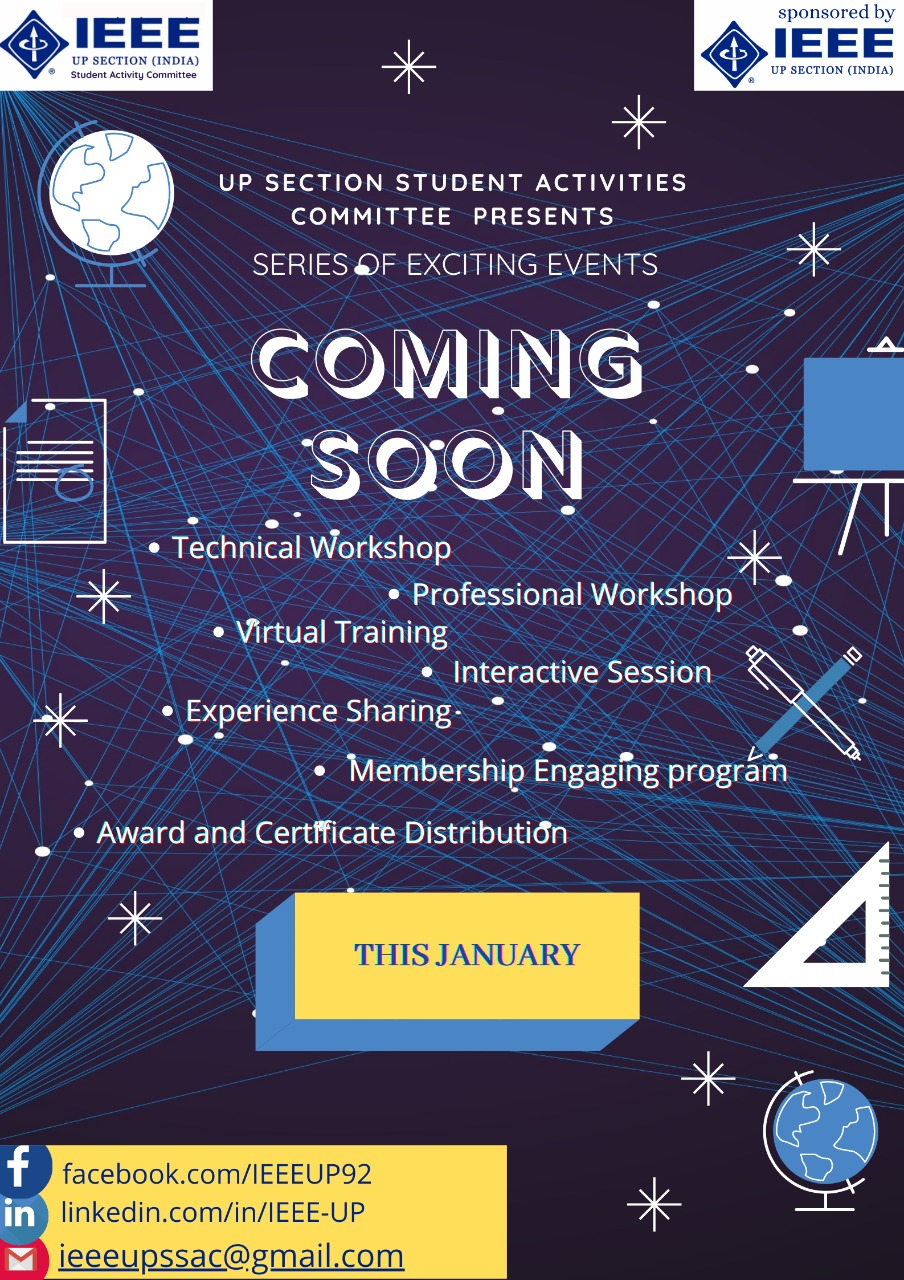 IEEE
UP SECTION (INDIA)
Student Activity Committee
sponsored by
IEEE
UP SECTION (INDIA)
UP SECTION STUDENT ACTIVITIES
COMMITTEE PRESENTS
SERIES OF EXCITING EVENTS
COMING
SOON
• Technical Workshop
• Professional Workshop
• Virtual Training
• Interactive Session
• Experience Sharing
• Membership Engaging program
• Award and Certificate Distribution
THIS JANUARY
facebook.com/IEEEUP92
in linkedin.com/in/IEEE-UP
ieeeupssac@gmail.com